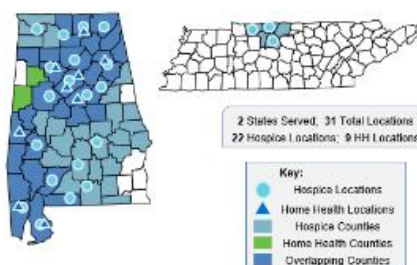 2 States Served; 31 Total Locations
22 Hospice Locations; 9 HH Locations
Key:
Hospice Locations
Home Health Locations
Hospice Counties
Home Health Counties
Overlapping Counties